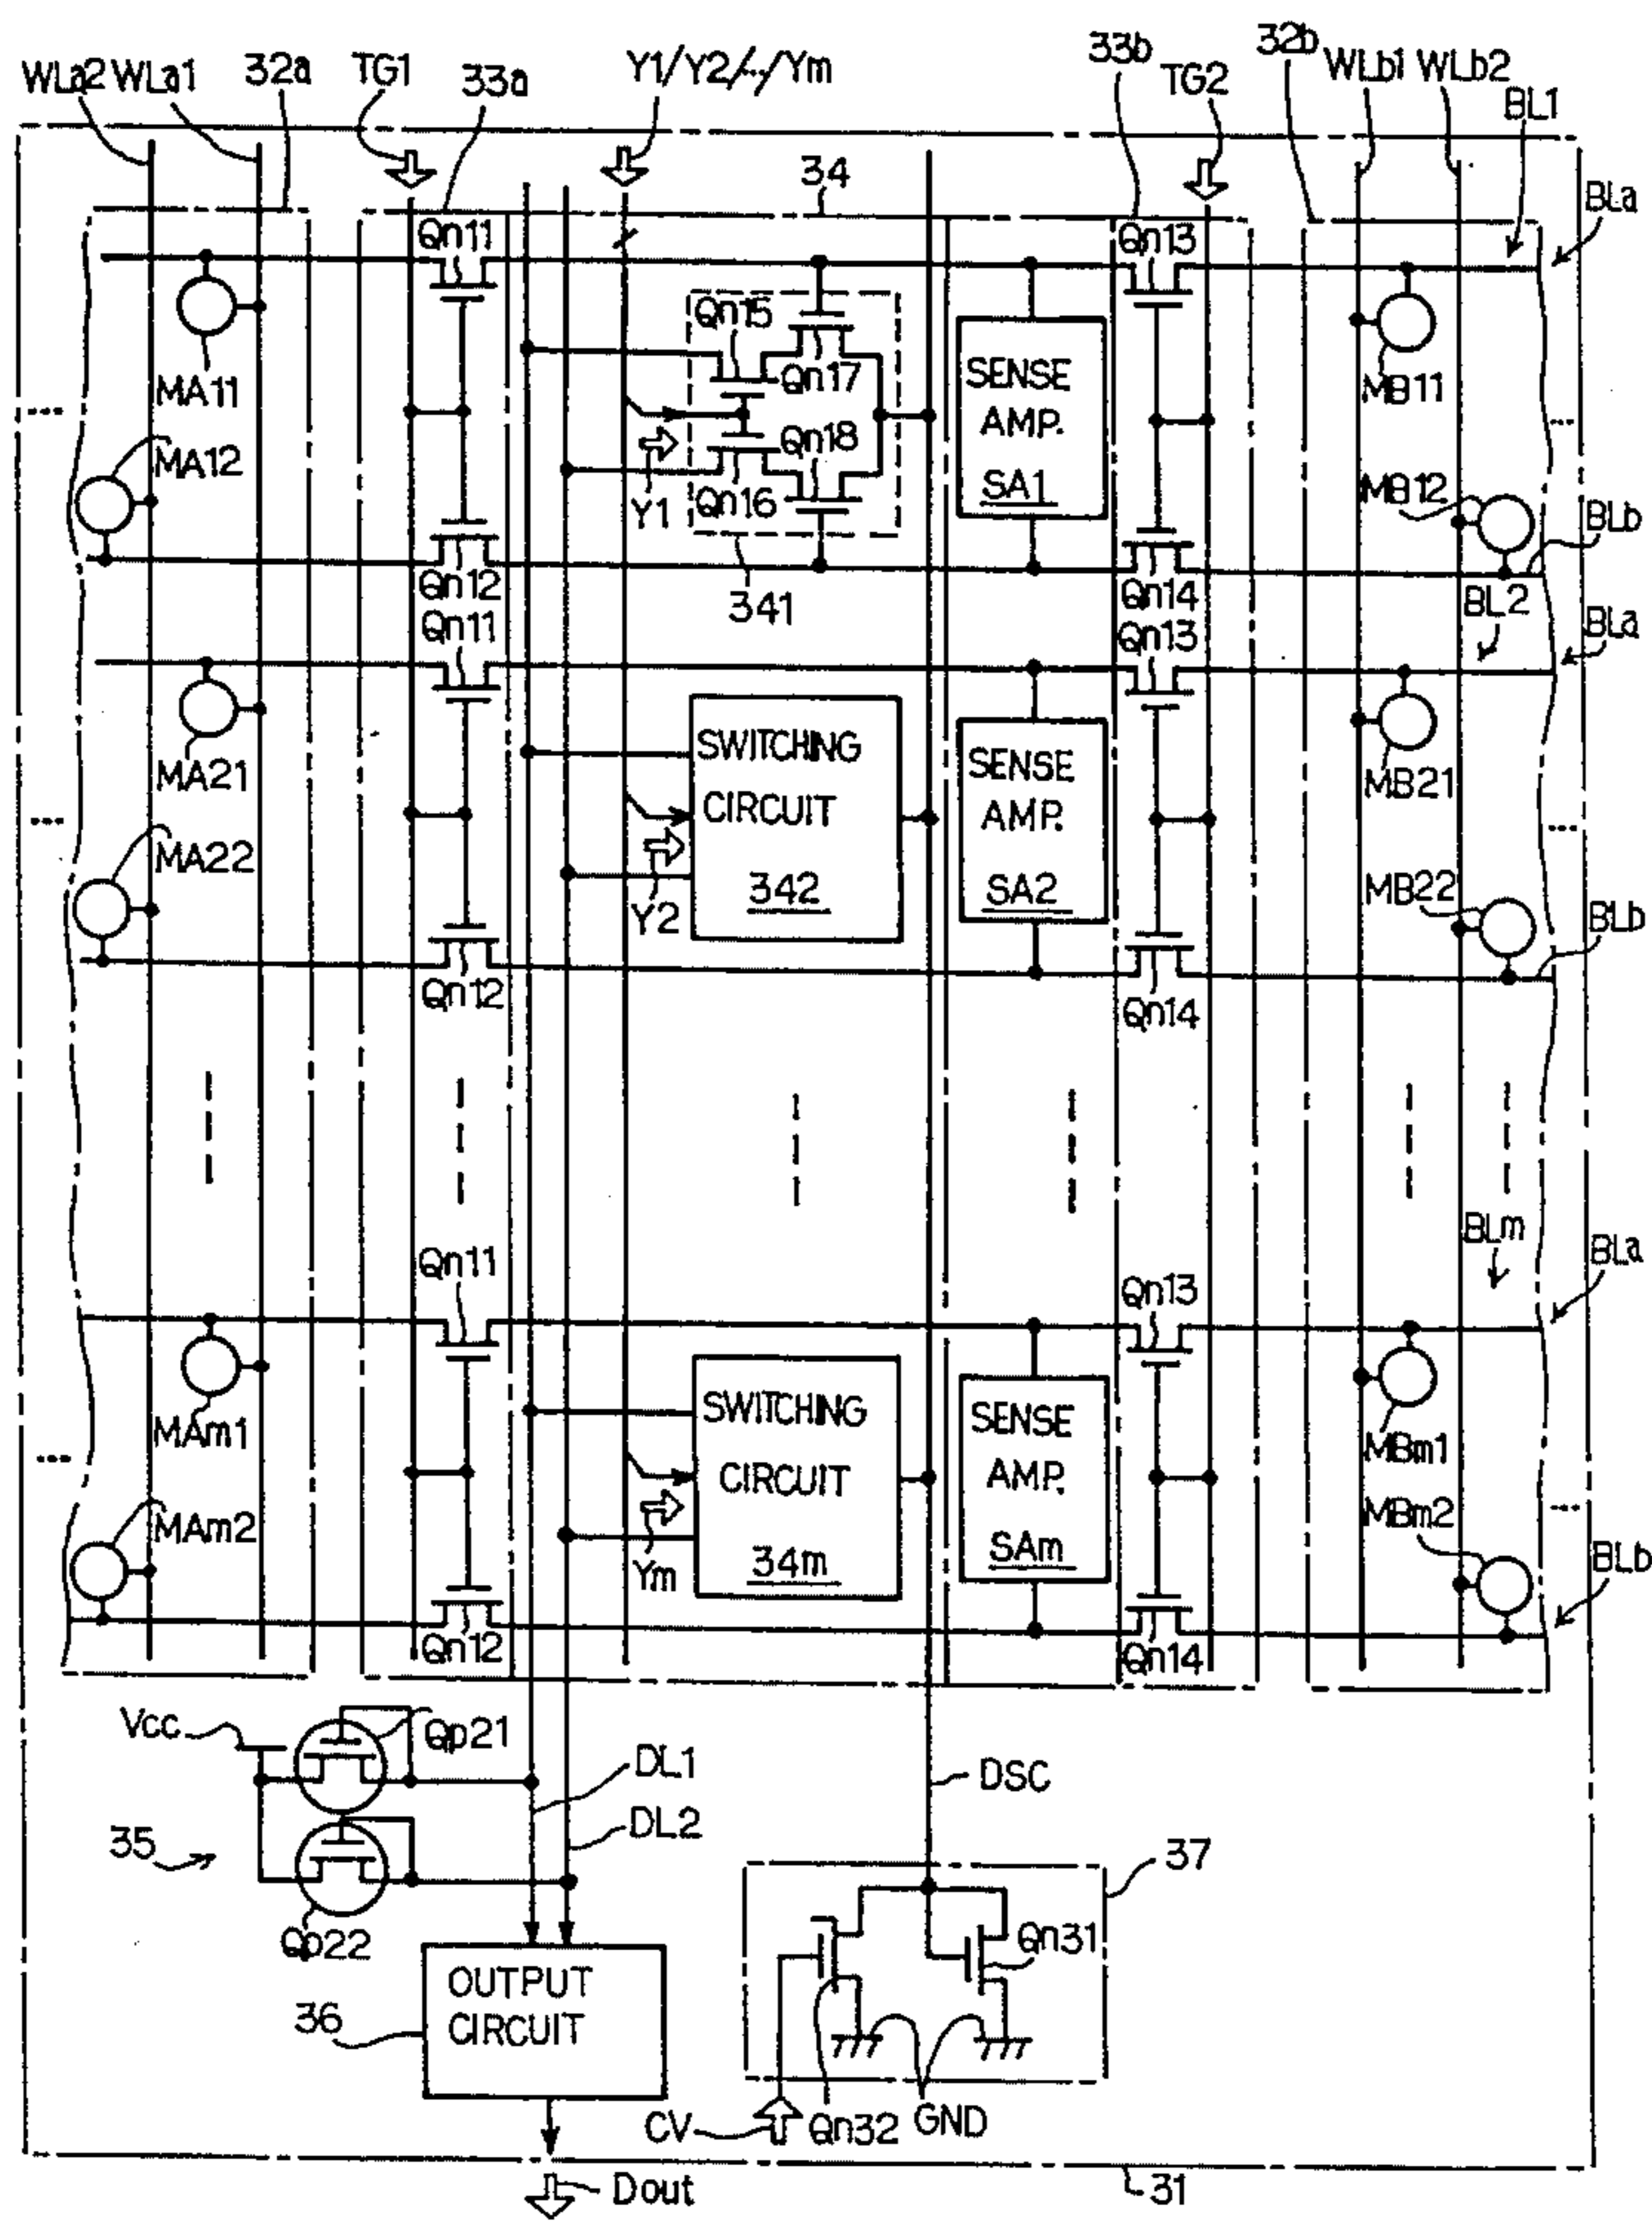 WLa2 WLa1 32a TG1 33a Y1/Y2/.../Ym 33b TG2 32b WLb1 WLb2
BL1
34
BLa
Qn11 Qn13
Qn15
MA11 Qn17 SENSE MB11
AMP.
... ...
MA12 Qn18 SA1 MB12
Y1 Qn16
BLb
Qn12 341 Qn14 BL2
Qn11 Qn13 BLa
SWITCHING SENSE
MA21 CIRCUIT AMP. MB21
... ...
MA22 342 SA2 MB22
Y2
BLb
Qn12 Qn14
BLm
Qn11 Qn13 BLa
SWITCHING SENSE
MAm1 CIRCUIT AMP. MBm1
... ...
MAm2 34m SAm MBm2
Ym BLb
Qn12 Qn14
Vcc Qp21
DL1 DSC
DL2
35 37
Qp22 Qn31
OUTPUT
36 CIRCUIT
CV Qn32 GND
Dout 31